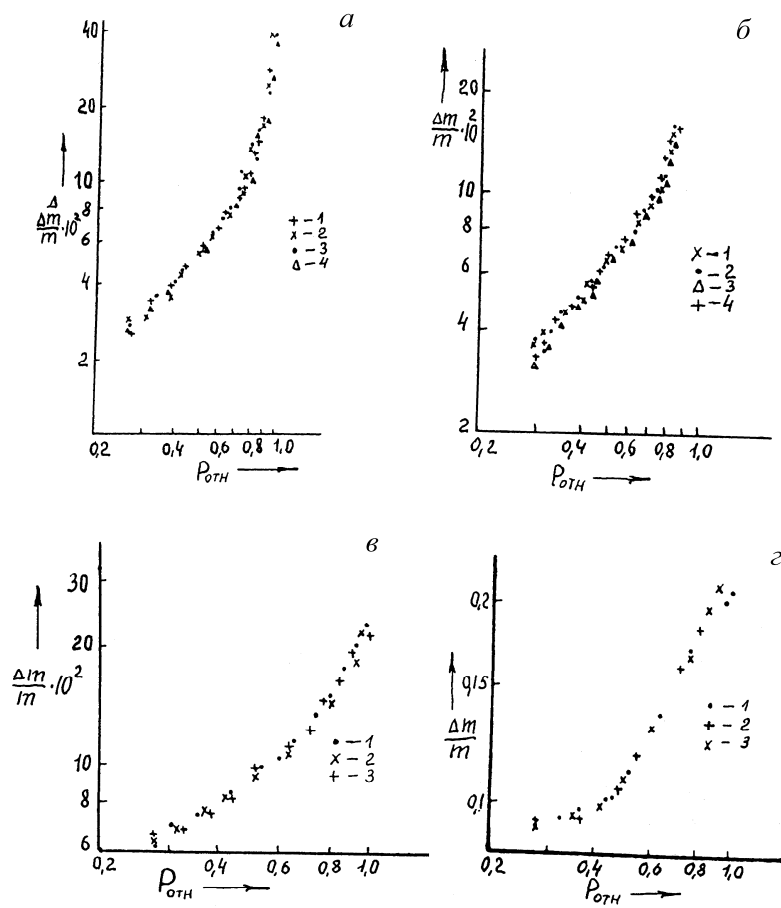 а
40
20
10
8
6
4
2
Δ
Δm/m·10²
+ – 1
x – 2
• – 3
Δ – 4
0,2 0,4 0,6 0,8 1,0
Pотн
б
20
10
8
6
4
2
Δm/m·10²
x – 1
• – 2
Δ – 3
+ – 4
0,2 0,4 0,6 0,8 1,0
Pотн
в
30
20
10
8
6
Δm/m·10²
• – 1
x – 2
+ – 3
0,2 0,4 0,6 0,8 1,0
Pотн
г
0,2
0,15
0,1
Δm/m
• – 1
+ – 2
x – 3
0,2 0,4 0,6 0,8 1,0
Pотн